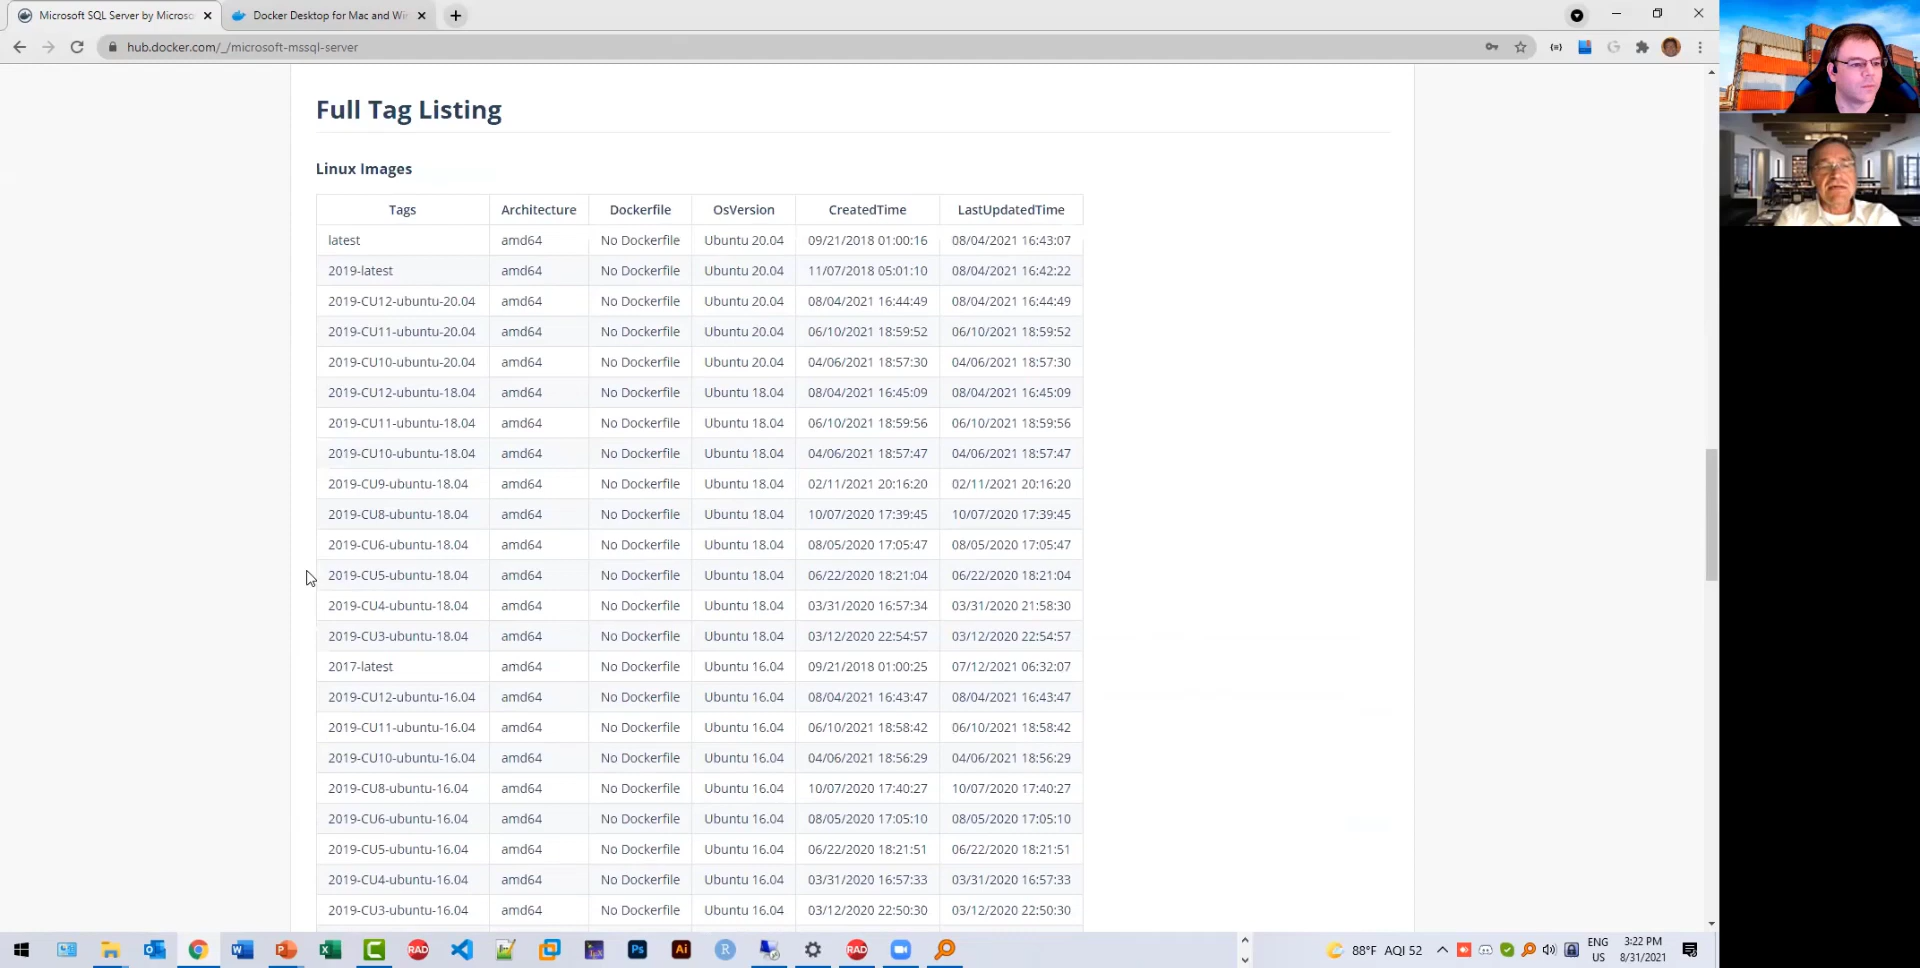 Microsoft SQL Server by Microso
Docker Desktop for Mac and Wi
hub.docker.com/_/microsoft-mssql-server
Full Tag Listing
Linux Images
Tags Architecture Dockerfile OsVersion CreatedTime LastUpdatedTime
latest amd64 No Dockerfile Ubuntu 20.04 09/21/2018 01:00:16 08/04/2021 16:43:07
2019-latest amd64 No Dockerfile Ubuntu 20.04 11/07/2018 05:01:10 08/04/2021 16:42:22
2019-CU12-ubuntu-20.04 amd64 No Dockerfile Ubuntu 20.04 08/04/2021 16:44:49 08/04/2021 16:44:49
2019-CU11-ubuntu-20.04 amd64 No Dockerfile Ubuntu 20.04 06/10/2021 18:59:52 06/10/2021 18:59:52
2019-CU10-ubuntu-20.04 amd64 No Dockerfile Ubuntu 20.04 04/06/2021 18:57:30 04/06/2021 18:57:30
2019-CU12-ubuntu-18.04 amd64 No Dockerfile Ubuntu 18.04 08/04/2021 16:45:09 08/04/2021 16:45:09
2019-CU11-ubuntu-18.04 amd64 No Dockerfile Ubuntu 18.04 06/10/2021 18:59:56 06/10/2021 18:59:56
2019-CU10-ubuntu-18.04 amd64 No Dockerfile Ubuntu 18.04 04/06/2021 18:57:47 04/06/2021 18:57:47
2019-CU9-ubuntu-18.04 amd64 No Dockerfile Ubuntu 18.04 02/11/2021 20:16:20 02/11/2021 20:16:20
2019-CU8-ubuntu-18.04 amd64 No Dockerfile Ubuntu 18.04 10/07/2020 17:39:45 10/07/2020 17:39:45
2019-CU6-ubuntu-18.04 amd64 No Dockerfile Ubuntu 18.04 08/05/2020 17:05:47 08/05/2020 17:05:47
2019-CU5-ubuntu-18.04 amd64 No Dockerfile Ubuntu 18.04 06/22/2020 18:21:04 06/22/2020 18:21:04
2019-CU4-ubuntu-18.04 amd64 No Dockerfile Ubuntu 18.04 03/31/2020 16:57:34 03/31/2020 21:58:30
2019-CU3-ubuntu-18.04 amd64 No Dockerfile Ubuntu 18.04 03/12/2020 22:54:57 03/12/2020 22:54:57
2017-latest amd64 No Dockerfile Ubuntu 16.04 09/21/2018 01:00:25 07/12/2021 06:32:07
2019-CU12-ubuntu-16.04 amd64 No Dockerfile Ubuntu 16.04 08/04/2021 16:43:47 08/04/2021 16:43:47
2019-CU11-ubuntu-16.04 amd64 No Dockerfile Ubuntu 16.04 06/10/2021 18:58:42 06/10/2021 18:58:42
2019-CU10-ubuntu-16.04 amd64 No Dockerfile Ubuntu 16.04 04/06/2021 18:56:29 04/06/2021 18:56:29
2019-CU8-ubuntu-16.04 amd64 No Dockerfile Ubuntu 16.04 10/07/2020 17:40:27 10/07/2020 17:40:27
2019-CU6-ubuntu-16.04 amd64 No Dockerfile Ubuntu 16.04 08/05/2020 17:05:10 08/05/2020 17:05:10
2019-CU5-ubuntu-16.04 amd64 No Dockerfile Ubuntu 16.04 06/22/2020 18:21:51 06/22/2020 18:21:51
2019-CU4-ubuntu-16.04 amd64 No Dockerfile Ubuntu 16.04 03/31/2020 16:57:33 03/31/2020 16:57:33
2019-CU3-ubuntu-16.04 amd64 No Dockerfile Ubuntu 16.04 03/12/2020 22:50:30 03/12/2020 22:50:30
88°F AQI 52
ENG
US
3:22 PM
8/31/2021